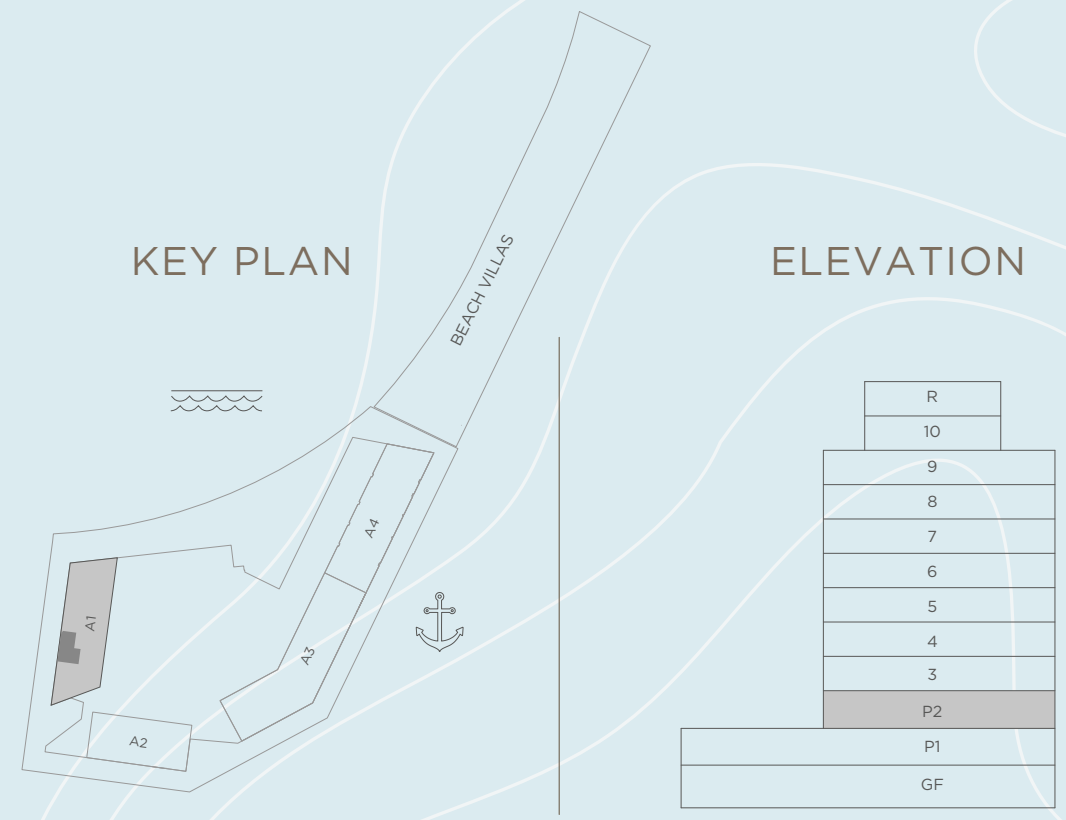 KEY PLAN
BEACH VILLAS
A4
A1
A3
A2
ELEVATION
R
10
9
8
7
6
5
4
3
P2
P1
GF